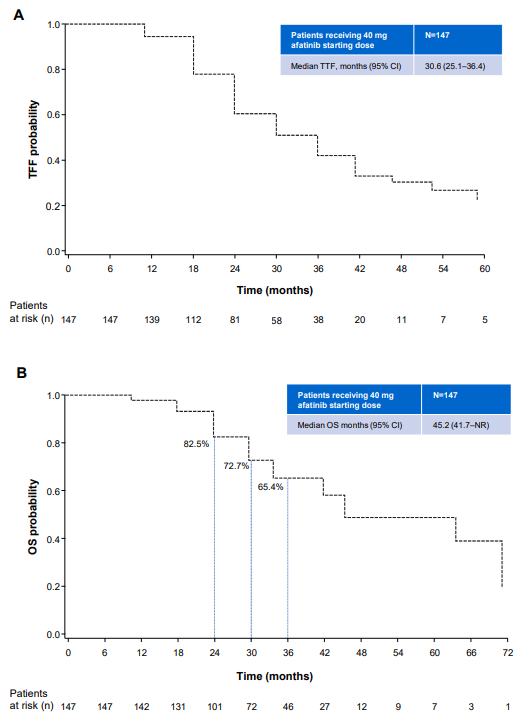 A
Patients receiving 40 mg afatinib starting dose N=147
Median TTF, months (95% CI) 30.6 (25.1–36.4)
TFF probability
1.0
0.8
0.6
0.4
0.2
0.0
0 6 12 18 24 30 36 42 48 54 60
Time (months)
Patients
at risk (n) 147 147 139 112 81 58 38 20 11 7 5
B
Patients receiving 40 mg afatinib starting dose N=147
Median OS months (95% CI) 45.2 (41.7–NR)
OS probability
1.0
0.8
0.6
0.4
0.2
0.0
82.5%
72.7%
65.4%
0 6 12 18 24 30 36 42 48 54 60 66 72
Time (months)
Patients
at risk (n) 147 147 142 131 101 72 46 27 12 9 7 3 1